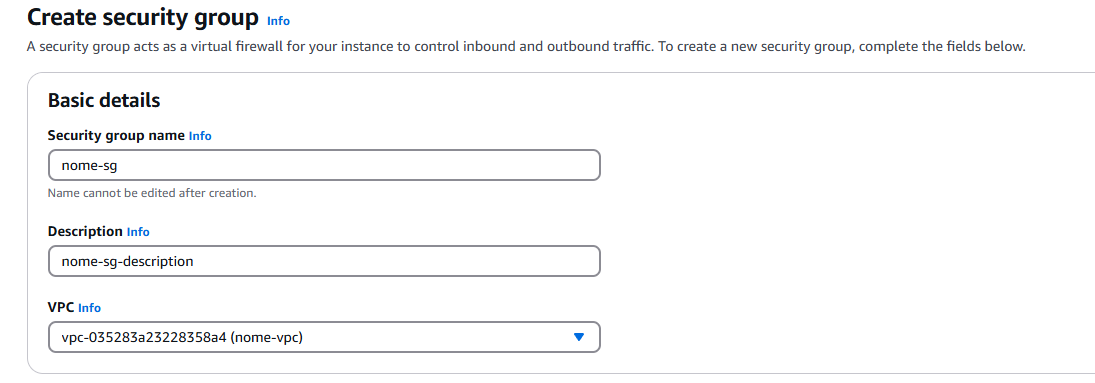 Create security group Info
A security group acts as a virtual firewall for your instance to control inbound and outbound traffic. To create a new security group, complete the fields below.
Basic details
Security group name Info
nome-sg
Name cannot be edited after creation.
Description Info
nome-sg-description
VPC Info
vpc-035283a23228358a4 (nome-vpc)